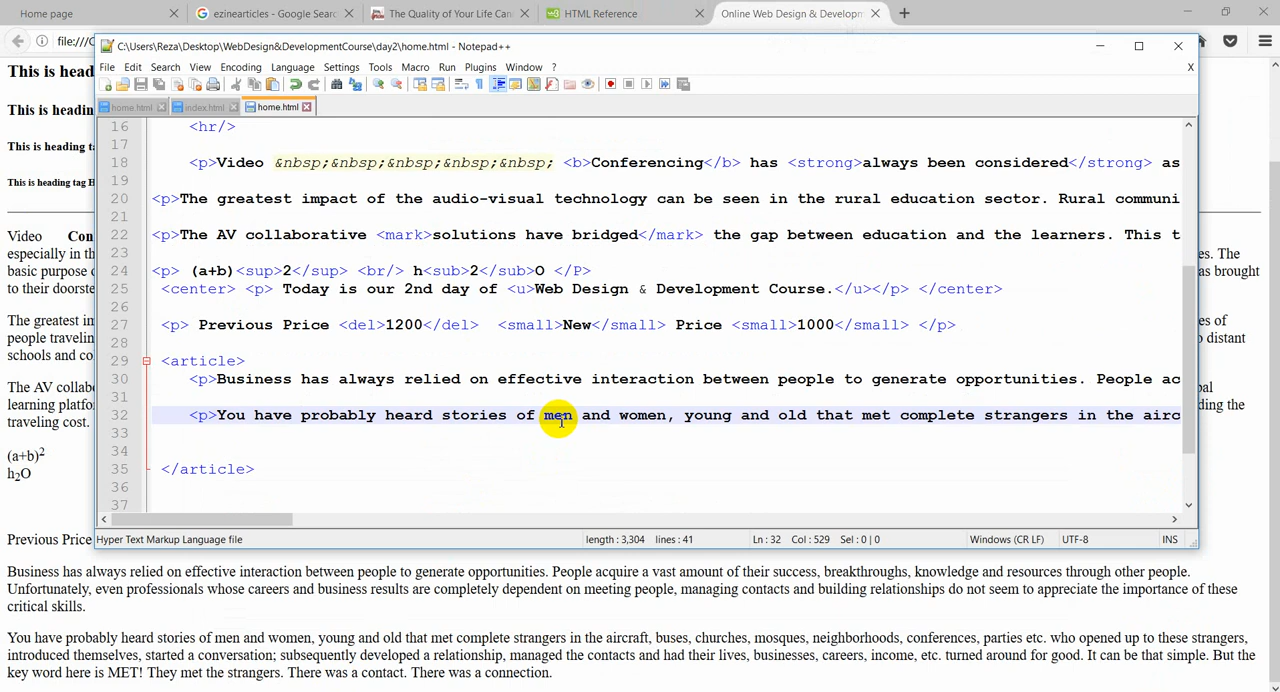 Home page
ezinearticles - Google Searc
The Quality of Your Life Care
HTML Reference
Online Web Design & Developm
file:///C
C:\Users\Reza\Desktop\WebDesign&DevelopmentCourse\day2\home.html - Notepad++
File Edit Search View Encoding Language Settings Tools Macro Run Plugins Window ? X
home.html index.html home.html
16 <hr/>
17
18 <p>Video &nbsp;&nbsp;&nbsp;&nbsp;&nbsp; <b>Conferencing</b> has <strong>always been considered</strong> as
19
20 <p>The greatest impact of the audio-visual technology can be seen in the rural education sector. Rural communi
21
22 <p>The AV collaborative <mark>solutions have bridged</mark> the gap between education and the learners. This t
23
24 <p> (a+b)<sup>2</sup> <br/> h<sub>2</sub>O </P>
25 <center> <p> Today is our 2nd day of <u>Web Design & Development Course.</u></p> </center>
26
27 <p> Previous Price <del>1200</del> <small>New</small> Price <small>1000</small> </p>
28
29 <article>
30 <p>Business has always relied on effective interaction between people to generate opportunities. People ac
31
32 <p>You have probably heard stories of men and women, young and old that met complete strangers in the airc
33
34
35 </article>
36
37
Hyper Text Markup Language file length : 3,304 lines : 41 Ln : 32 Col : 529 Sel : 0 | 0 Windows (CR LF) UTF-8 INS
This is head
This is head
This is heading ta
This is heading tag H
Video Con
especially in th es. The
basic purpose o as brought
to their doorste
The greatest im es of
people traveling distant
schools and co
The AV collabo bal
learning platfor ding the
traveling cost.
(a+b)2
h2O
Previous Price
Business has always relied on effective interaction between people to generate opportunities. People acquire a vast amount of their success, breakthroughs, knowledge and resources through other people.
Unfortunately, even professionals whose careers and business results are completely dependent on meeting people, managing contacts and building relationships do not seem to appreciate the importance of these
critical skills.
You have probably heard stories of men and women, young and old that met complete strangers in the aircraft, buses, churches, mosques, neighborhoods, conferences, parties etc. who opened up to these strangers,
introduced themselves, started a conversation; subsequently developed a relationship, managed the contacts and had their lives, businesses, careers, income, etc. turned around for good. It can be that simple. But the
key word here is MET! They met the strangers. There was a contact. There was a connection.